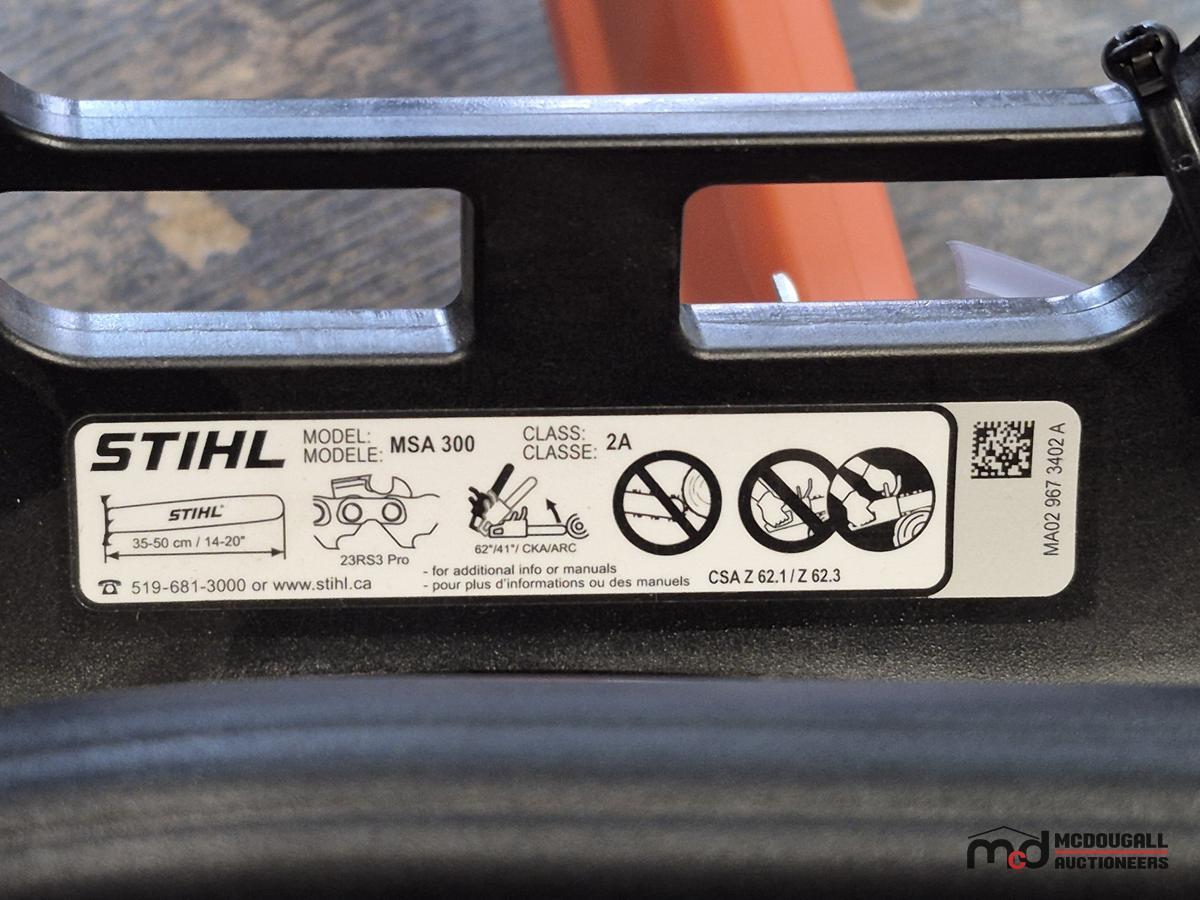 STIHL
MODEL:
MODELE: MSA 300
CLASS:
CLASSE: 2A
STIHL
35-50 cm / 14-20"
23RS3 Pro
62°/41°/ CKA/ARC
519-681-3000 or www.stihl.ca
- for additional info or manuals
- pour plus d'informations ou des manuels
CSA Z 62.1 / Z 62.3
MA02 967 3402 A
mcd MCDOUGALL
AUCTIONEERS